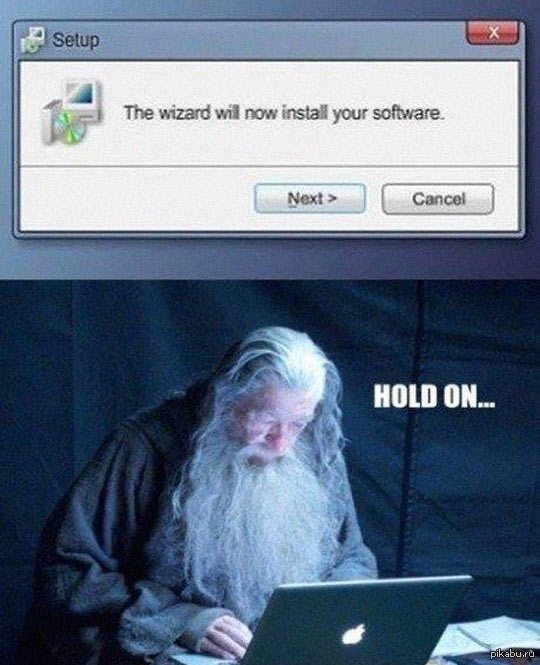 Setup
X
The wizard will now install your software.
Next >
Cancel
HOLD ON...
pikabu.ru